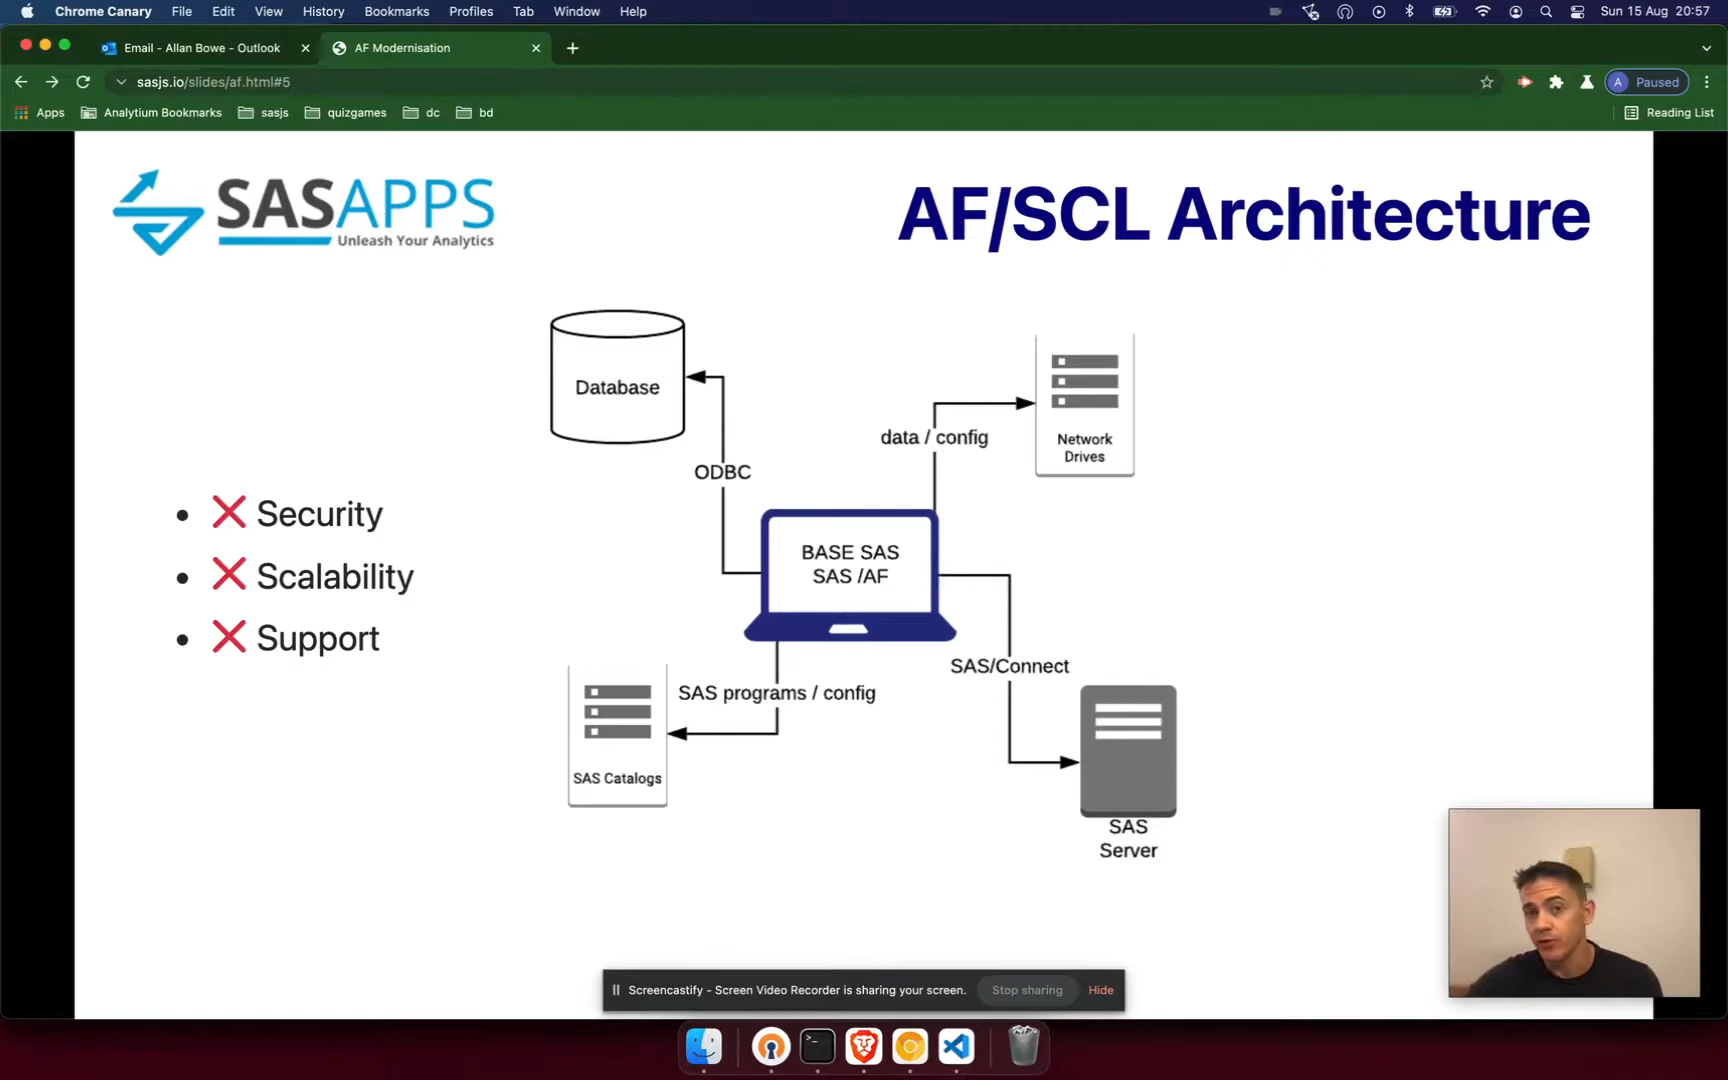 Chrome Canary File Edit View History Bookmarks Profiles Tab Window Help Sun 15 Aug 20:57
Email - Allan Bowe - Outlook AF Modernisation
sasjs.io/slides/af.html#5 A Paused
Apps Analytium Bookmarks sasjs quizgames dc bd Reading List
SASAPPS
Unleash Your Analytics
AF/SCL Architecture
Database
Network
Drives
data / config
ODBC
Security
Scalability
Support
BASE SAS
SAS /AF
SAS/Connect
SAS programs / config
SAS Catalogs
SAS
Server
Screencastify - Screen Video Recorder is sharing your screen. Stop sharing Hide